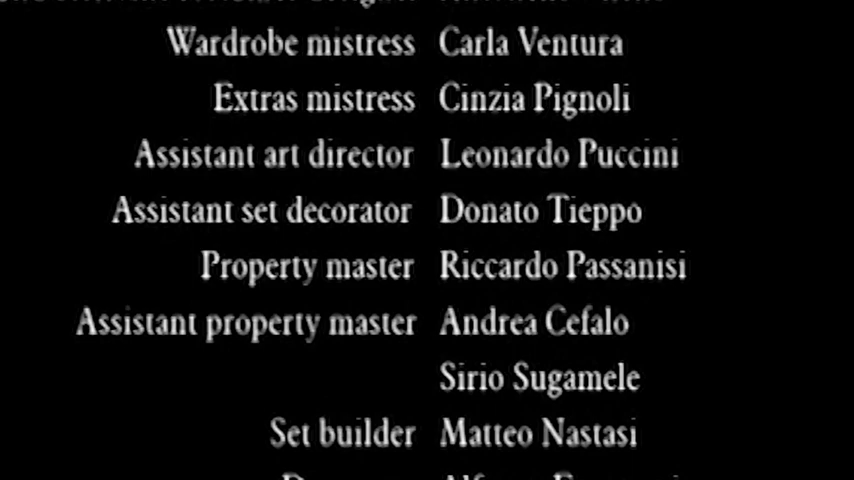 Wardrobe mistress Carla Ventura
Extras mistress Cinzia Pignoli
Assistant art director Leonardo Puccini
Assistant set decorator Donato Tieppo
Property master Riccardo Passanisi
Assistant property master Andrea Cefalo
Sirio Sugamele
Set builder Matteo Nastasi